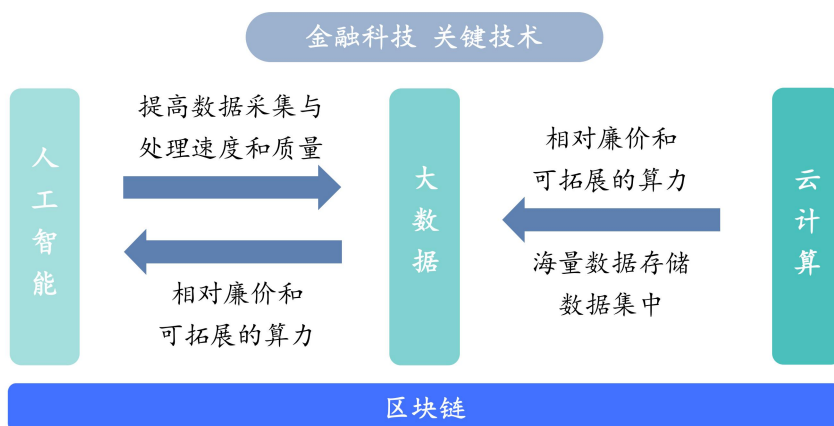 金融科技 关键技术
人工智能
提高数据采集与
处理速度和质量
相对廉价和
可拓展的算力
大数据
相对廉价和
可拓展的算力
海量数据存储
数据集中
云计算
区块链